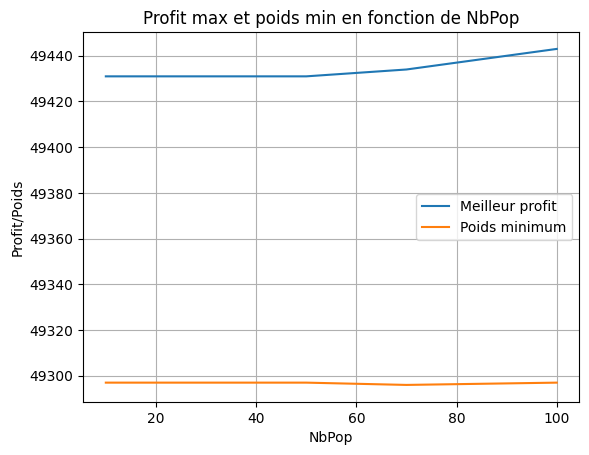 Profit max et poids min en fonction de NbPop
49440
49420
49400
49380
49360
49340
49320
49300
Profit/Poids
Meilleur profit
Poids minimum
20 40 60 80 100
NbPop